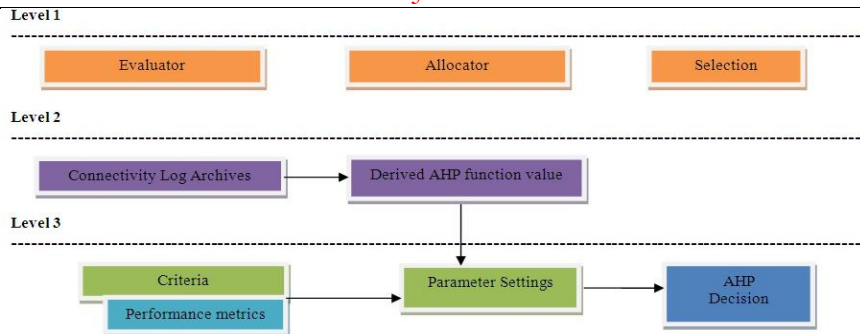 Level 1
Evaluator
Allocator
Selection
Level 2
Connectivity Log Archives
Derived AHP function value
Level 3
Criteria
Performance metrics
Parameter Settings
AHP
Decision